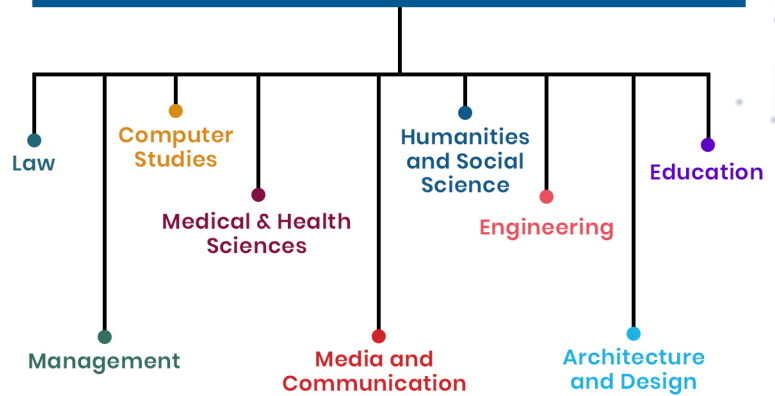 Law
Management
Computer
Studies
Medical & Health
Sciences
Media and
Communication
Humanities
and Social
Science
Engineering
Architecture
and Design
Education